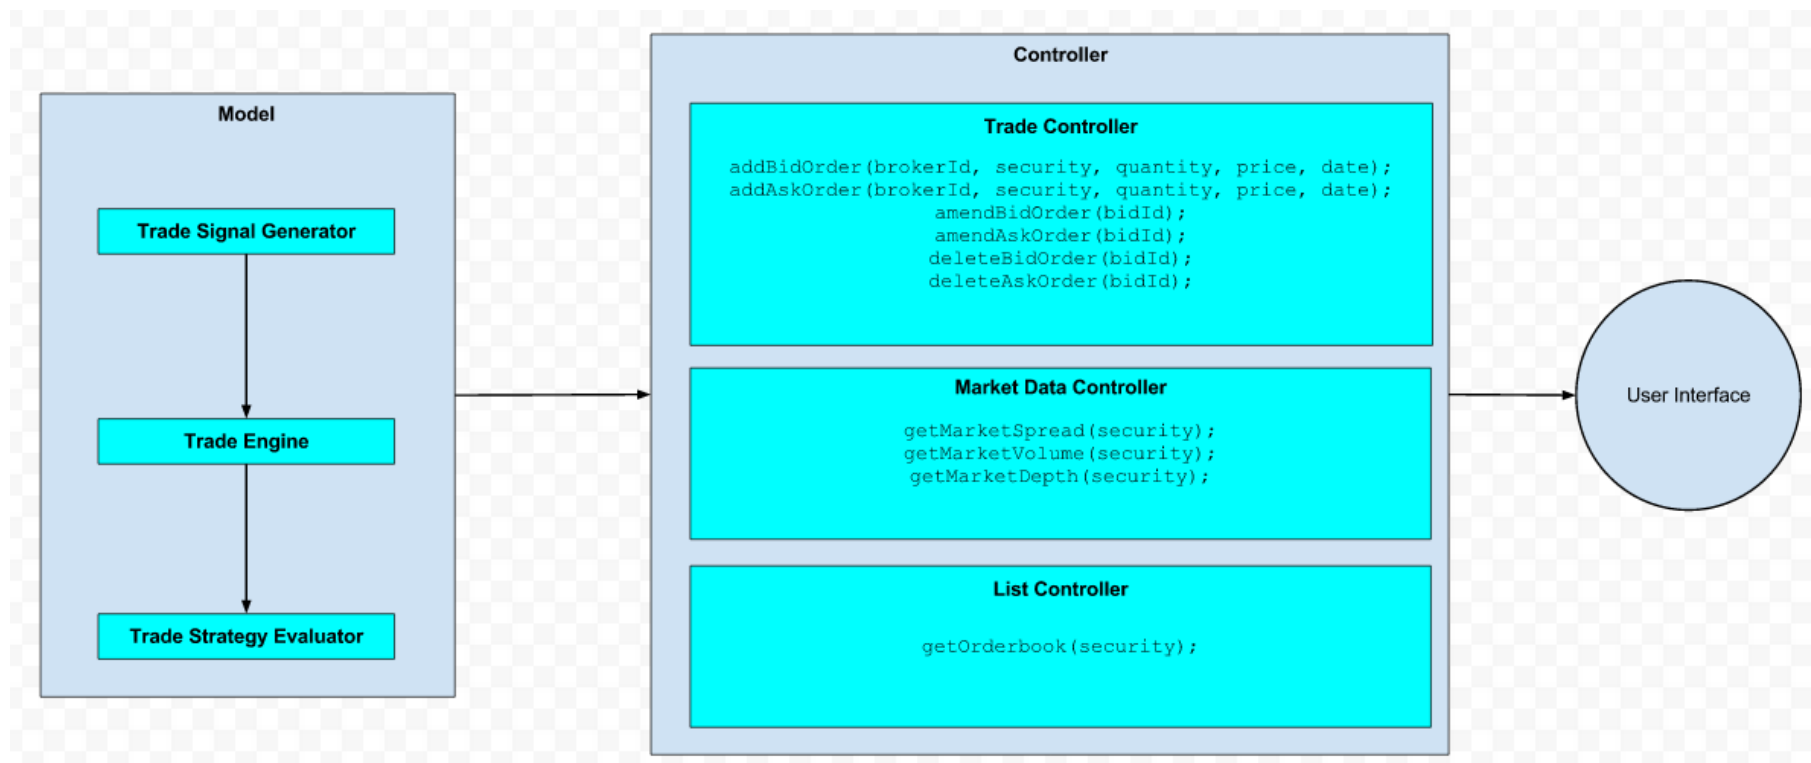 Model
Trade Signal Generator
Trade Engine
Trade Strategy Evaluator
Controller
Trade Controller
addBidOrder(brokerId, security, quantity, price, date);
addAskOrder(brokerId, security, quantity, price, date);
amendBidOrder(bidId);
amendAskOrder(bidId);
deleteBidOrder(bidId);
deleteAskOrder(bidId);
Market Data Controller
getMarketSpread(security);
getMarketVolume(security);
getMarketDepth(security);
List Controller
getOrderbook(security);
User Interface